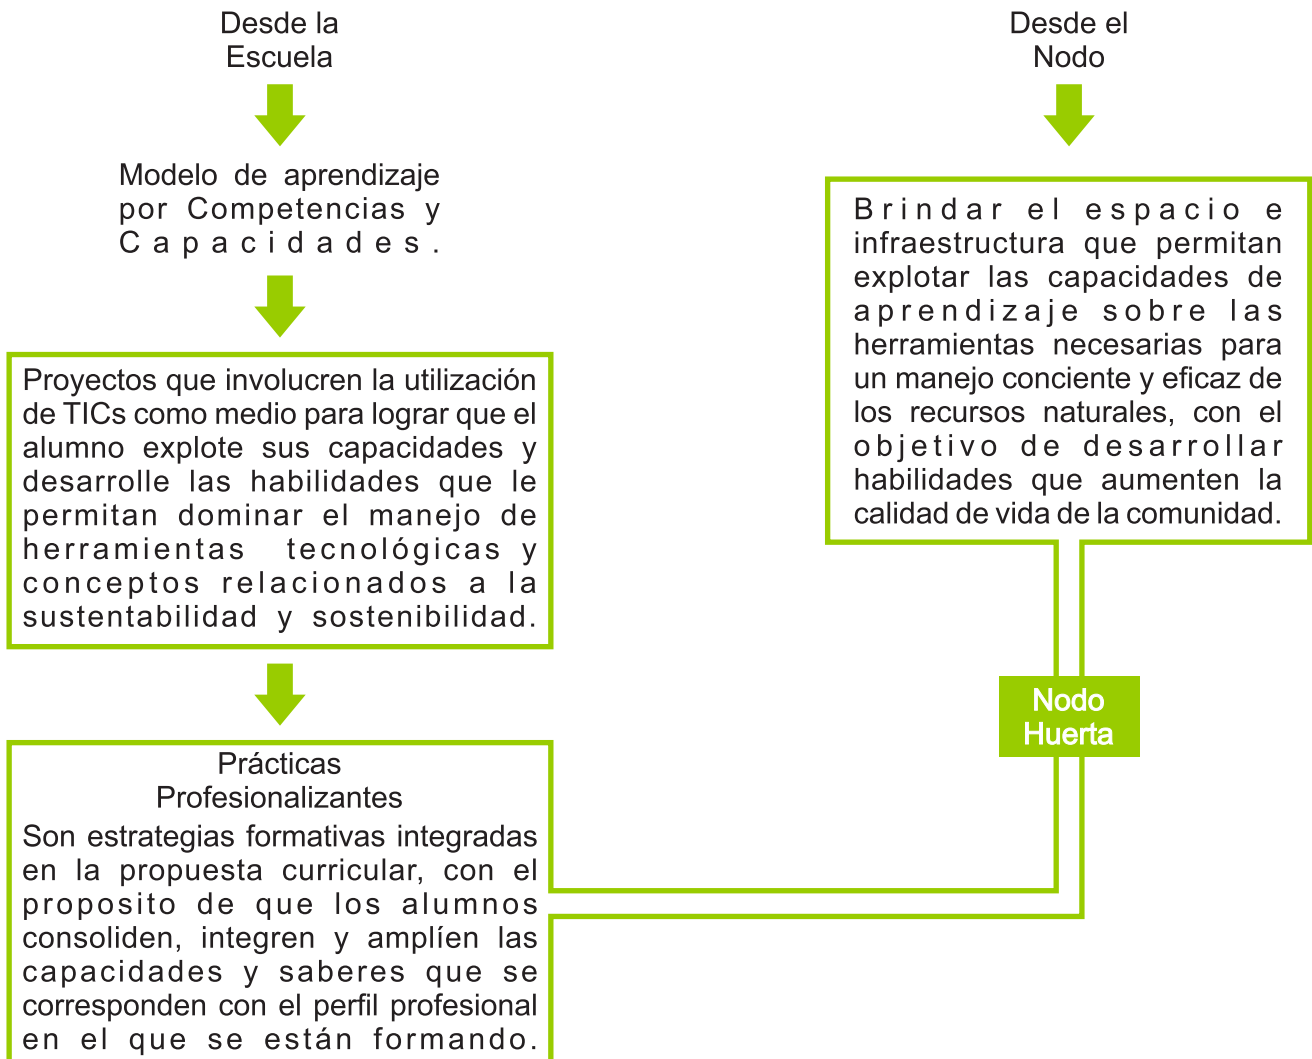 Desde la
Escuela
Modelo de aprendizaje
por Competencias y
Capacidades.
Proyectos que involucren la utilización
de TICs como medio para lograr que el
alumno explote sus capacidades y
desarrolle las habilidades que le
permitan dominar el manejo de
herramientas tecnológicas y
conceptos relacionados a la
sustentabilidad y sostenibilidad.
Prácticas
Profesionalizantes
Son estrategias formativas integradas
en la propuesta curricular, con el
proposito de que los alumnos
consoliden, integren y amplíen las
capacidades y saberes que se
corresponden con el perfil profesional
en el que se están formando.
Desde el
Nodo
Brindar el espacio e
infraestructura que permitan
explotar las capacidades de
aprendizaje sobre las
herramientas necesarias para
un manejo conciente y eficaz de
los recursos naturales, con el
objetivo de desarrollar
habilidades que aumenten la
calidad de vida de la comunidad.
Nodo
Huerta